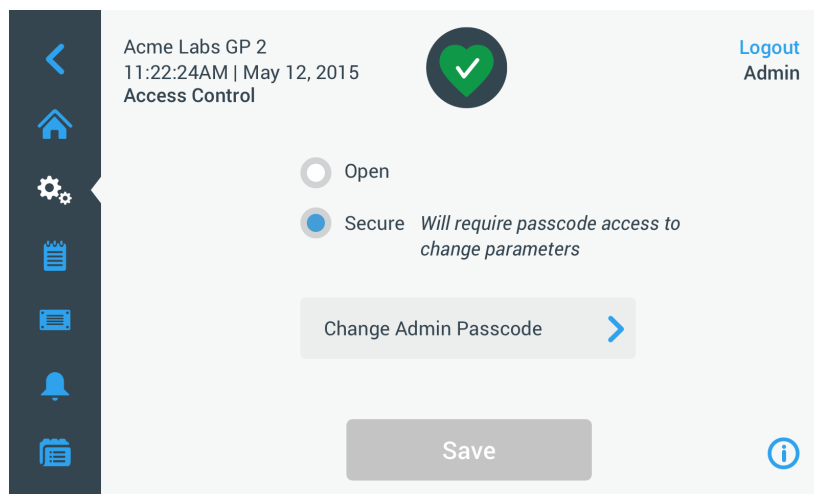 Acme Labs GP 2
11:22:24AM | May 12, 2015
Access Control
Logout
Admin
Open
Secure Will require passcode access to
change parameters
Change Admin Passcode
Save